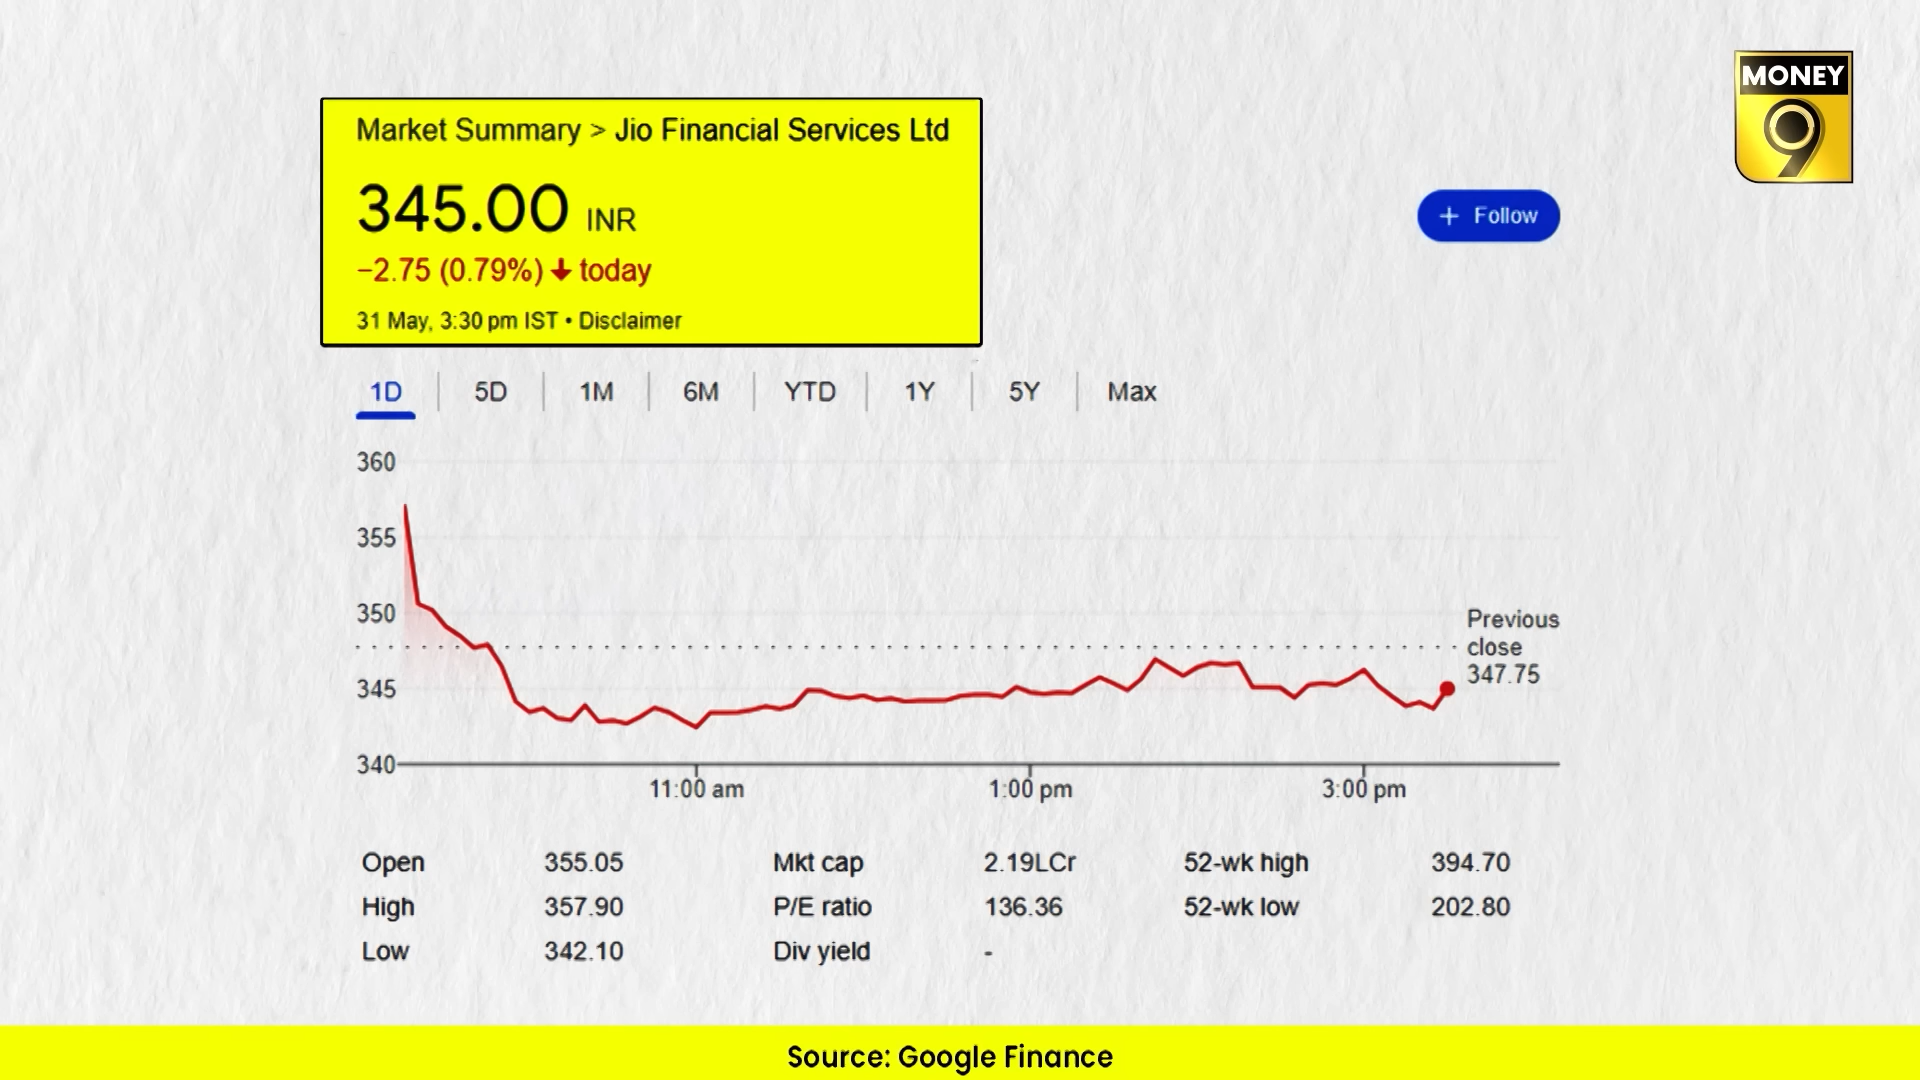 MONEY
9
Market Summary > Jio Financial Services Ltd
345.00 INR
+ Follow
−2.75 (0.79%) ↓ today
31 May, 3:30 pm IST • Disclaimer
1D 5D 1M 6M YTD 1Y 5Y Max
360
355
350
Previous
close
347.75
345
340
11:00 am 1:00 pm 3:00 pm
Open 355.05 Mkt cap 2.19LCr 52-wk high 394.70
High 357.90 P/E ratio 136.36 52-wk low 202.80
Low 342.10 Div yield -
Source: Google Finance